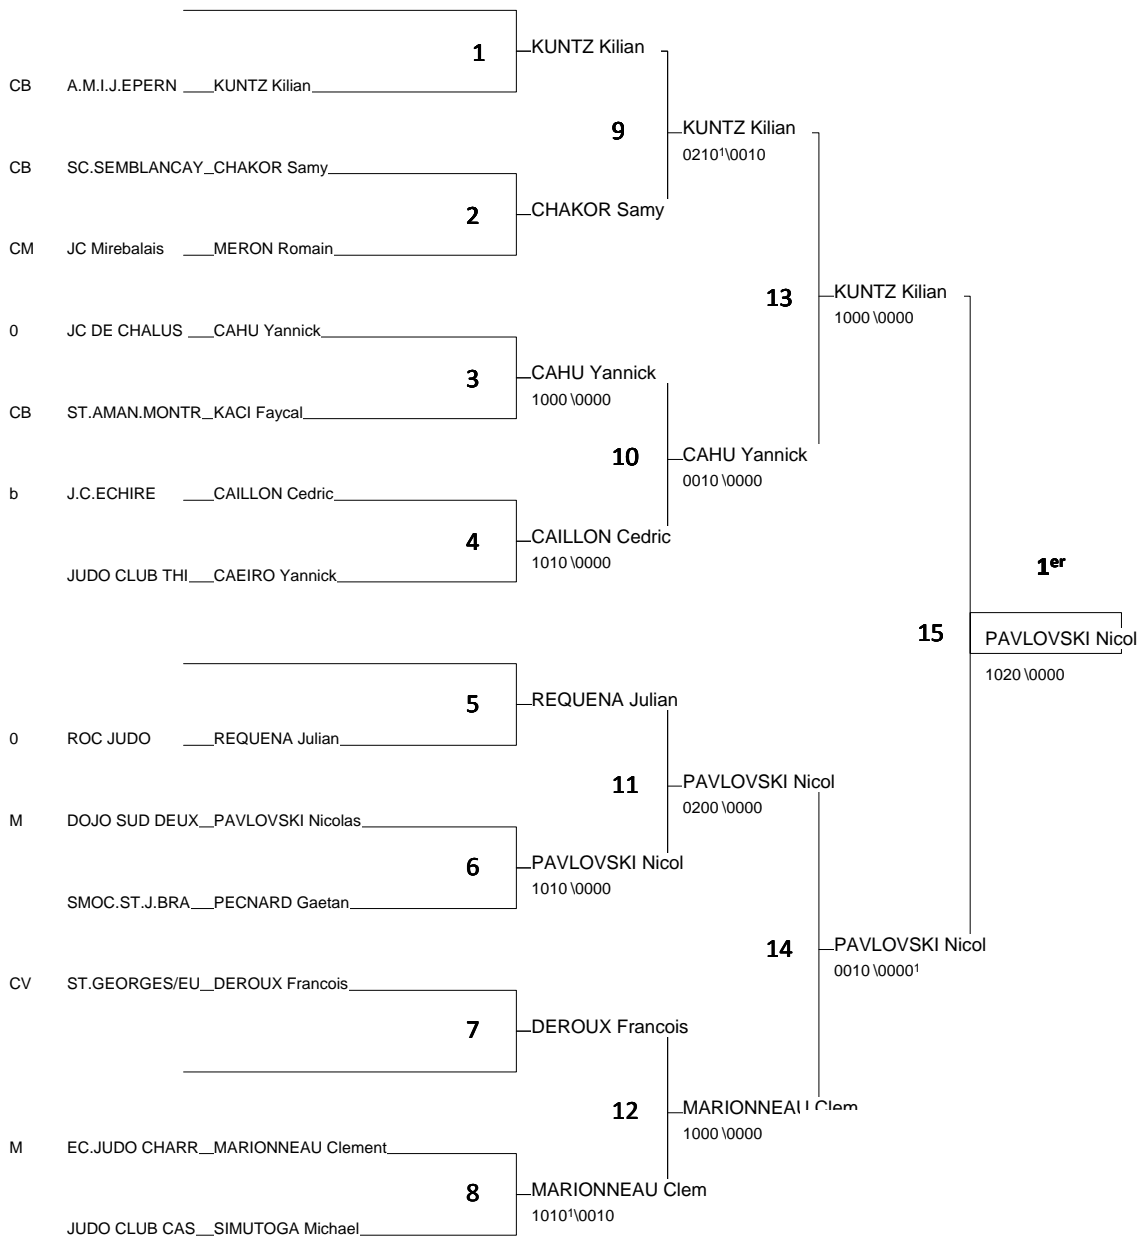 1 KUNTZ Kilian
CB A.M.I.J.EPERN KUNTZ Kilian
9 KUNTZ Kilian
0210¹\0010
CB SC.SEMBLANCAY CHAKOR Samy
2 CHAKOR Samy
CM JC Mirebalais MERON Romain
13 KUNTZ Kilian
1000 \0000
0 JC DE CHALUS CAHU Yannick
3 CAHU Yannick
1000 \0000
CB ST.AMAN.MONTR KACI Faycal
10 CAHU Yannick
0010 \0000
b J.C.ECHIRE CAILLON Cedric
4 CAILLON Cedric
1010 \0000
JUDO CLUB THI CAEIRO Yannick
1er
15 PAVLOVSKI Nicol
1020 \0000
5 REQUENA Julian
0 ROC JUDO REQUENA Julian
11 PAVLOVSKI Nicol
0200 \0000
M DOJO SUD DEUX PAVLOVSKI Nicolas
6 PAVLOVSKI Nicol
1010 \0000
SMOC.ST.J.BRA PECNARD Gaetan
14 PAVLOVSKI Nicol
0010 \0000¹
CV ST.GEORGES/EU DEROUX Francois
7 DEROUX Francois
12 MARIONNEAU Clem
1000 \0000
M EC.JUDO CHARR MARIONNEAU Clement
8 MARIONNEAU Clem
1010¹\0010
JUDO CLUB CAS SIMUTOGA Michael